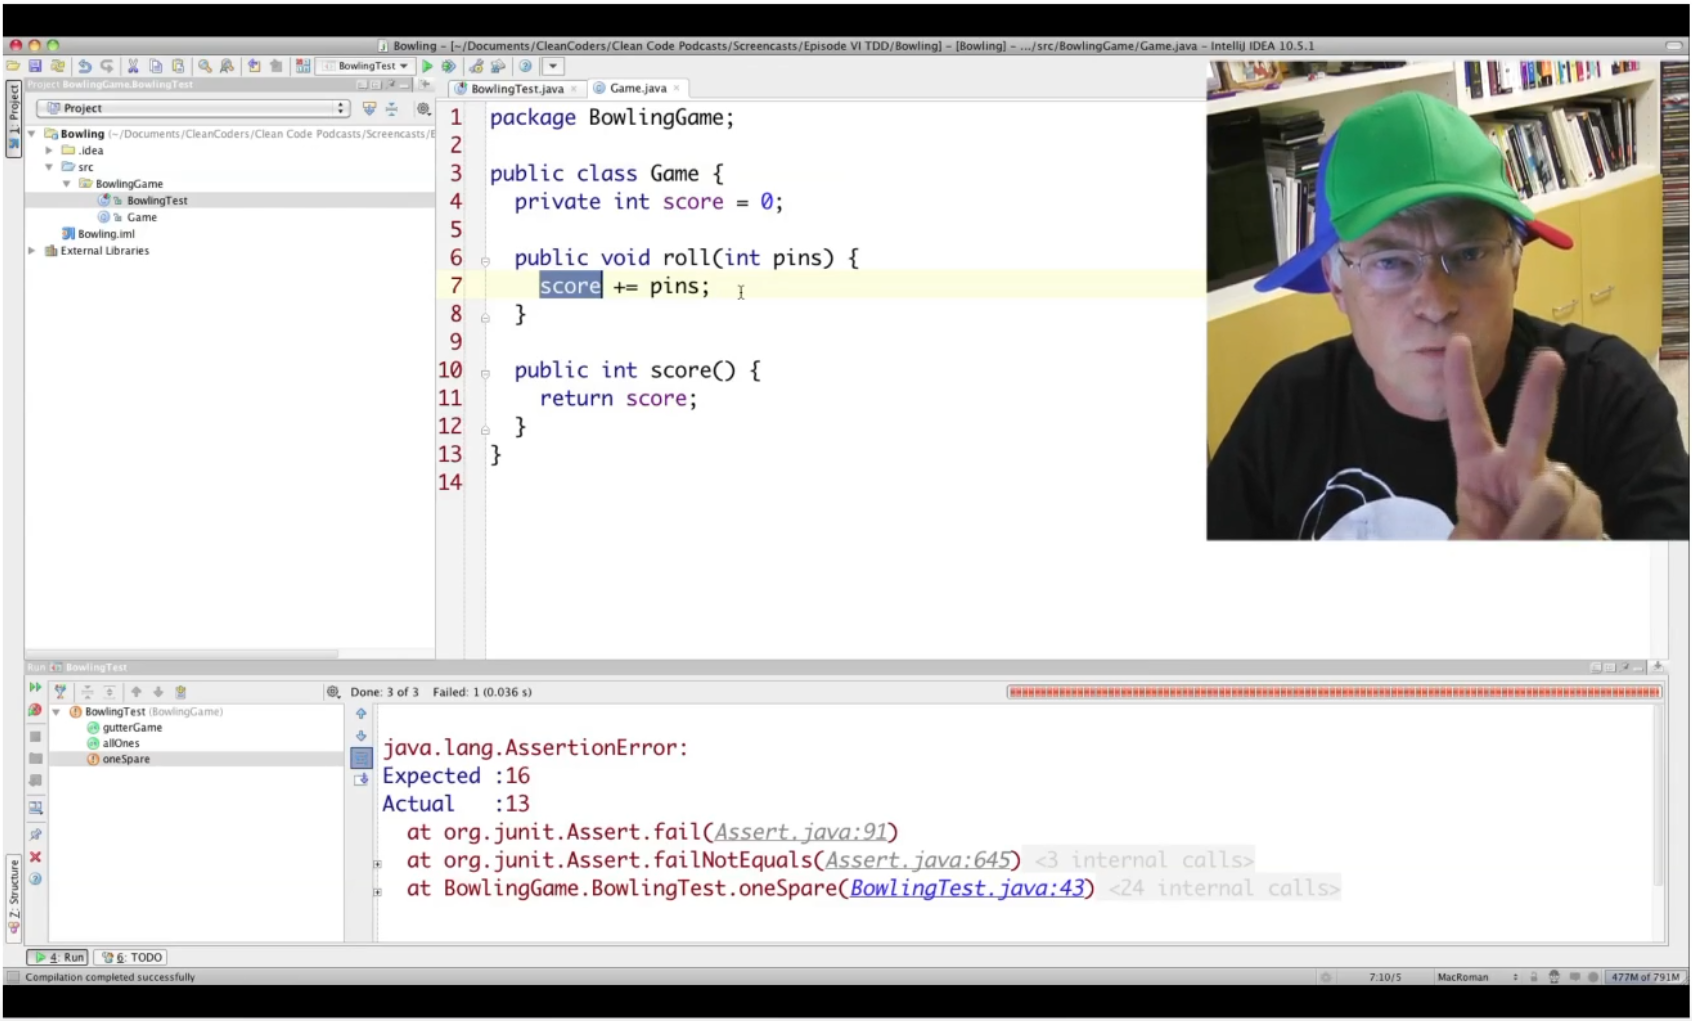 Bowling – [~/Documents/CleanCoders/Clean Code Podcasts/Screencasts/Episode VI TDD/Bowling] – [Bowling] – .../src/BowlingGame/Game.java – IntelliJ IDEA 10.5.1
BowlingTest
Project BowlingGame.BowlingTest
BowlingTest.java
Game.java
1: Project
Project
Bowling (~/Documents/CleanCoders/Clean Code Podcasts/Screencasts/E
.idea
src
BowlingGame
BowlingTest
Game
Bowling.iml
External Libraries
1 package BowlingGame;
2
3 public class Game {
4 private int score = 0;
5
6 public void roll(int pins) {
7 score += pins;
8 }
9
10 public int score() {
11 return score;
12 }
13 }
14
Run BowlingTest
Done: 3 of 3 Failed: 1 (0.036 s)
BowlingTest (BowlingGame)
gutterGame
allOnes
oneSpare
java.lang.AssertionError:
Expected :16
Actual :13
at org.junit.Assert.fail(Assert.java:91)
at org.junit.Assert.failNotEquals(Assert.java:645) <3 internal calls>
at BowlingGame.BowlingTest.oneSpare(BowlingTest.java:43) <24 internal calls>
Z: Structure
4: Run
6: TODO
Compilation completed successfully
7:10/5
MacRoman
477M of 791M